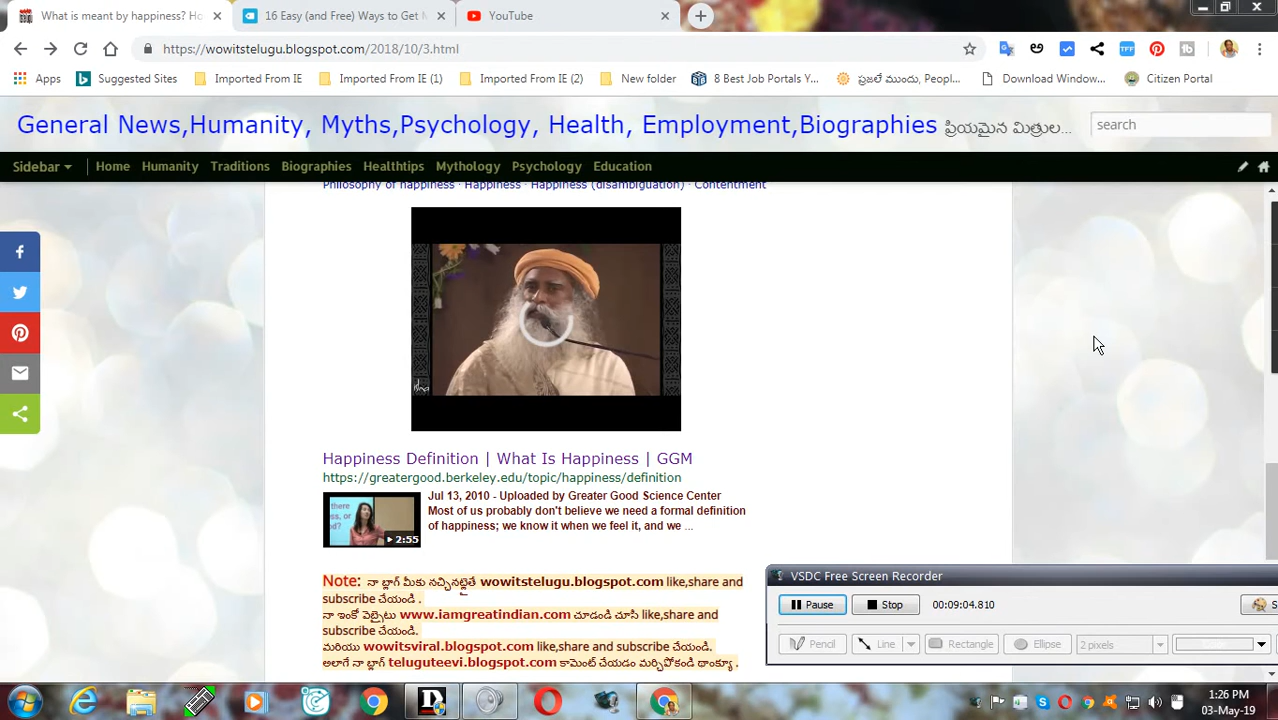 What is meant by happiness? Ho
16 Easy (and Free) Ways to Get M
YouTube
https://wowitstelugu.blogspot.com/2018/10/3.html
Apps
Suggested Sites
Imported From IE
Imported From IE (1)
Imported From IE (2)
New folder
8 Best Job Portals Y...
ప్రజలే ముందు, Peopl...
Download Window...
Citizen Portal
General News,Humanity, Myths,Psychology, Health, Employment,Biographies ప్రియమైన మిత్రుల...
search
Sidebar
Home
Humanity
Traditions
Biographies
Healthtips
Mythology
Psychology
Education
Philosophy of happiness · Happiness · Happiness (disambiguation) · Contentment
Happiness Definition | What Is Happiness | GGM
https://greatergood.berkeley.edu/topic/happiness/definition
Jul 13, 2010 - Uploaded by Greater Good Science Center
Most of us probably don't believe we need a formal definition
of happiness; we know it when we feel it, and we ...
2:55
Note: నా బ్లాగ్ మీకు నచ్చినట్లైతే wowitstelugu.blogspot.com like,share and
subscribe చేయండి .
నా ఇంకో వెబ్సైటు www.iamgreatindian.com చూడండి చూసి like,share and
subscribe చేయండి.
మరియు wowitsviral.blogspot.com like,share and subscribe చేయండి.
అలాగే నా బ్లాగ్ teluguteevi.blogspot.com కామెంట్ చేయడం మర్చిపోకండి థాంక్యూ .
VSDC Free Screen Recorder
Pause
Stop
00:09:04.810
Pencil
Line
Rectangle
Ellipse
2 pixels
1:26 PM
03-May-19